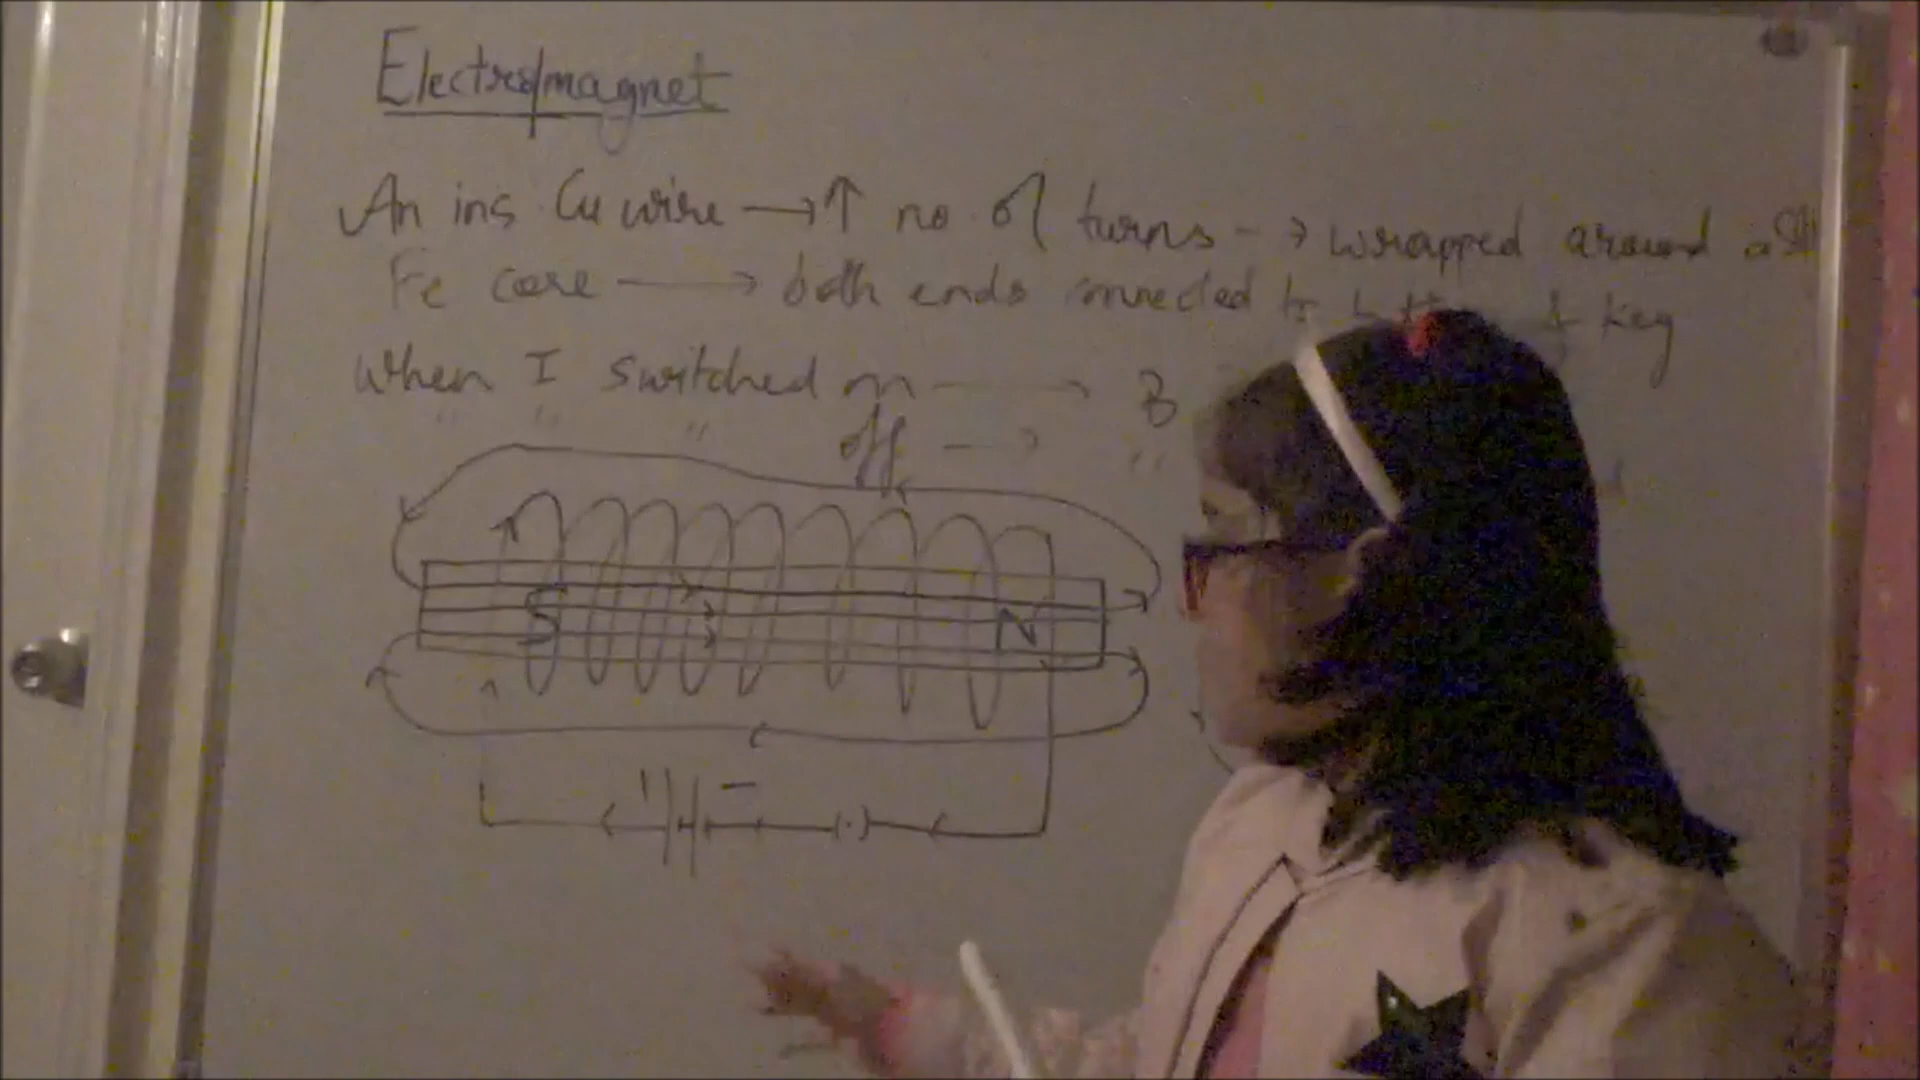 Electromagnet
An ins Cu wire → ↑ no. of turns → wrapped around a
Fe core → both ends connected to & key
When I switched on → B
" " " off → "
S N
-